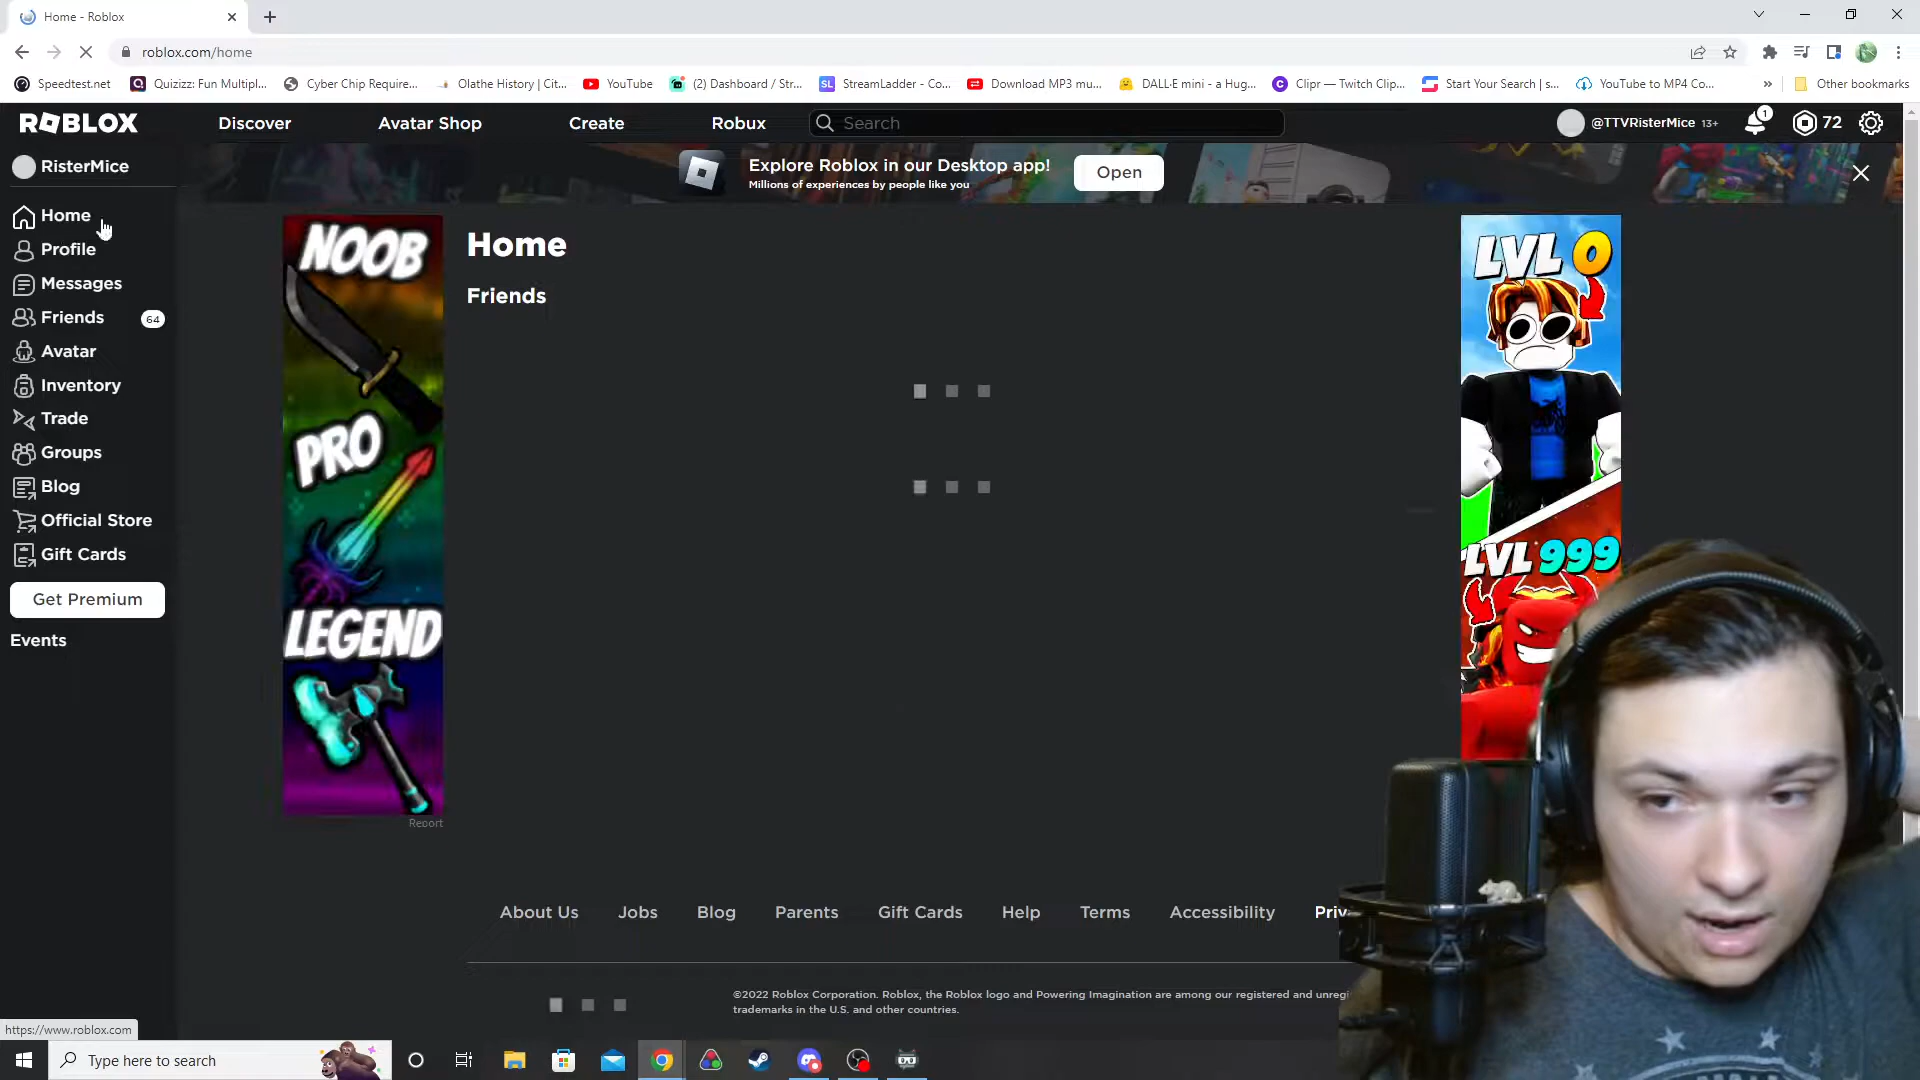 Home - Roblox
roblox.com/home
Speedtest.net
Quizizz: Fun Multipl...
Cyber Chip Require...
Olathe History | Cit...
YouTube
(2) Dashboard / Str...
StreamLadder - Co...
Download MP3 mu...
DALL·E mini - a Hug...
Clipr — Twitch Clip...
Start Your Search | s...
YouTube to MP4 Co...
»
Other bookmarks
ROBLOX
Discover
Avatar Shop
Create
Robux
Search
@TTVRisterMice 13+
1
72
RisterMice
Explore Roblox in our Desktop app!
Millions of experiences by people like you
Open
Home
Profile
Messages
Friends
64
Avatar
Inventory
Trade
Groups
Blog
Official Store
Gift Cards
Get Premium
Events
NOOB
PRO
LEGEND
Report
Home
Friends
LVL 0
LVL 999
About Us
Jobs
Blog
Parents
Gift Cards
Help
Terms
Accessibility
Priv
©2022 Roblox Corporation. Roblox, the Roblox logo and Powering Imagination are among our registered and unregi
trademarks in the U.S. and other countries.
https://www.roblox.com
Type here to search